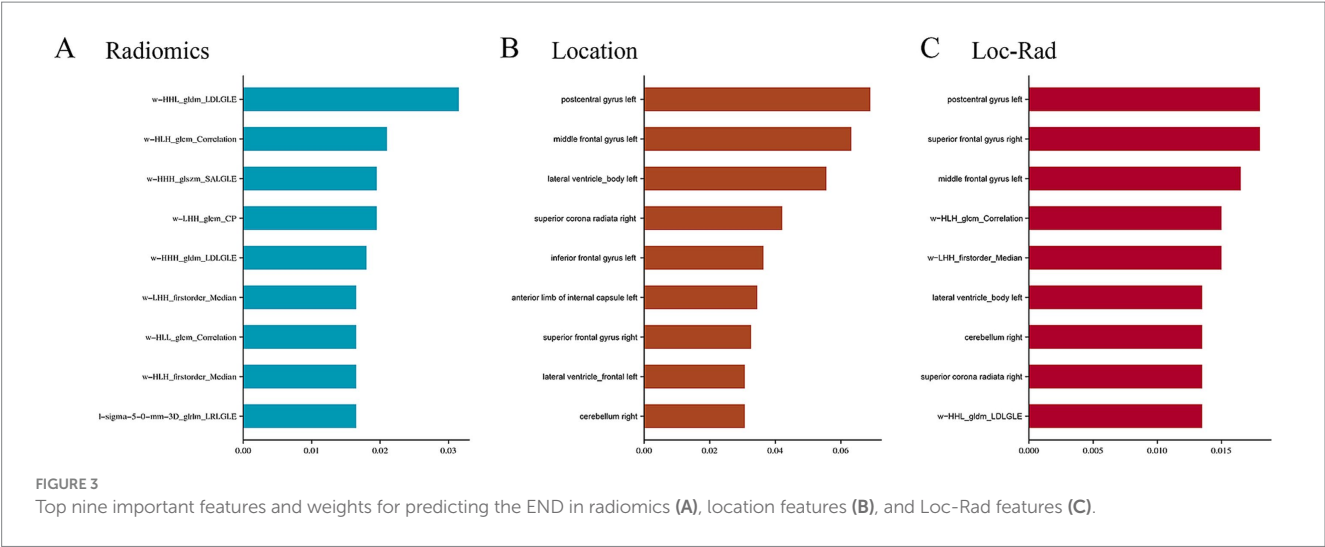 A Radiomics
w-HHL_gldm_LDLGLE
w-HLH_glcm_Correlation
w-HHH_glszm_SALGLE
w-LHH_glcm_CP
w-HHH_gldm_LDLGLE
w-LHH_firstorder_Median
w-HLL_glcm_Correlation
w-HLH_firstorder_Median
l-sigma-5-0-mm-3D_glrlm_LRLGLE
0.00 0.01 0.02 0.03
B Location
postcentral gyrus left
middle frontal gyrus left
lateral ventricle_body left
superior corona radiata right
inferior frontal gyrus left
anterior limb of internal capsule left
superior frontal gyrus right
lateral ventricle_frontal left
cerebellum right
0.00 0.02 0.04 0.06
C Loc-Rad
postcentral gyrus left
superior frontal gyrus right
middle frontal gyrus left
w-HLH_glcm_Correlation
w-LHH_firstorder_Median
lateral ventricle_body left
cerebellum right
superior corona radiata right
w-HHL_gldm_LDLGLE
0.000 0.005 0.010 0.015
FIGURE 3
Top nine important features and weights for predicting the END in radiomics (A), location features (B), and Loc-Rad features (C).